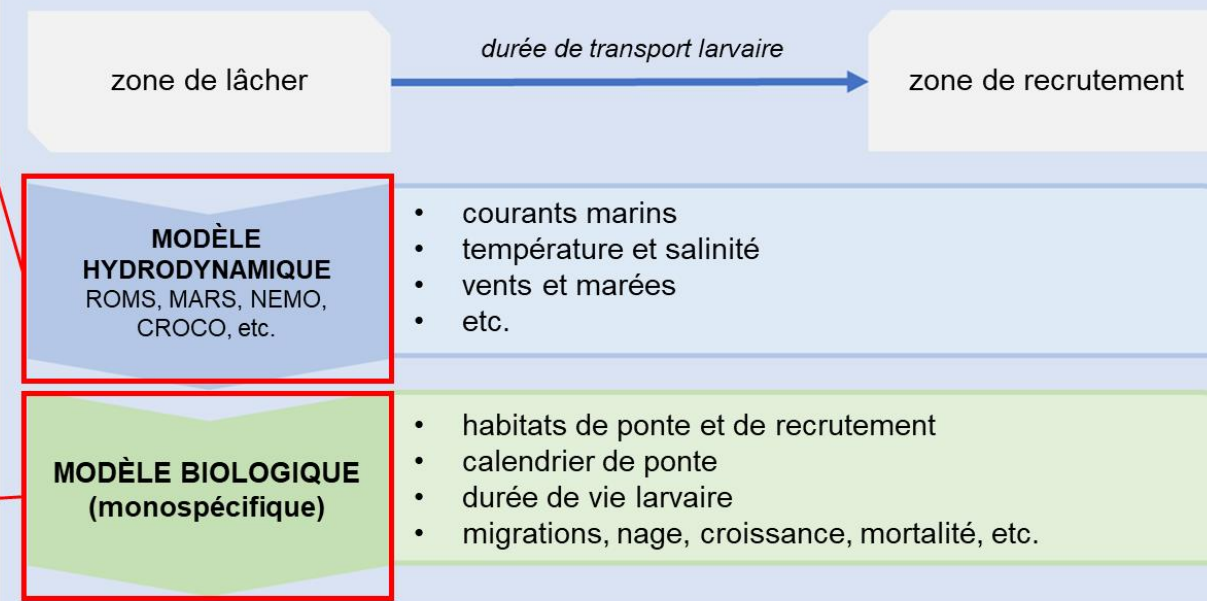 zone de lâcher
durée de transport larvaire
zone de recrutement
MODÈLE
HYDRODYNAMIQUE
ROMS, MARS, NEMO,
CROCO, etc.
• courants marins
• température et salinité
• vents et marées
• etc.
MODÈLE BIOLOGIQUE
(monospécifique)
• habitats de ponte et de recrutement
• calendrier de ponte
• durée de vie larvaire
• migrations, nage, croissance, mortalité, etc.